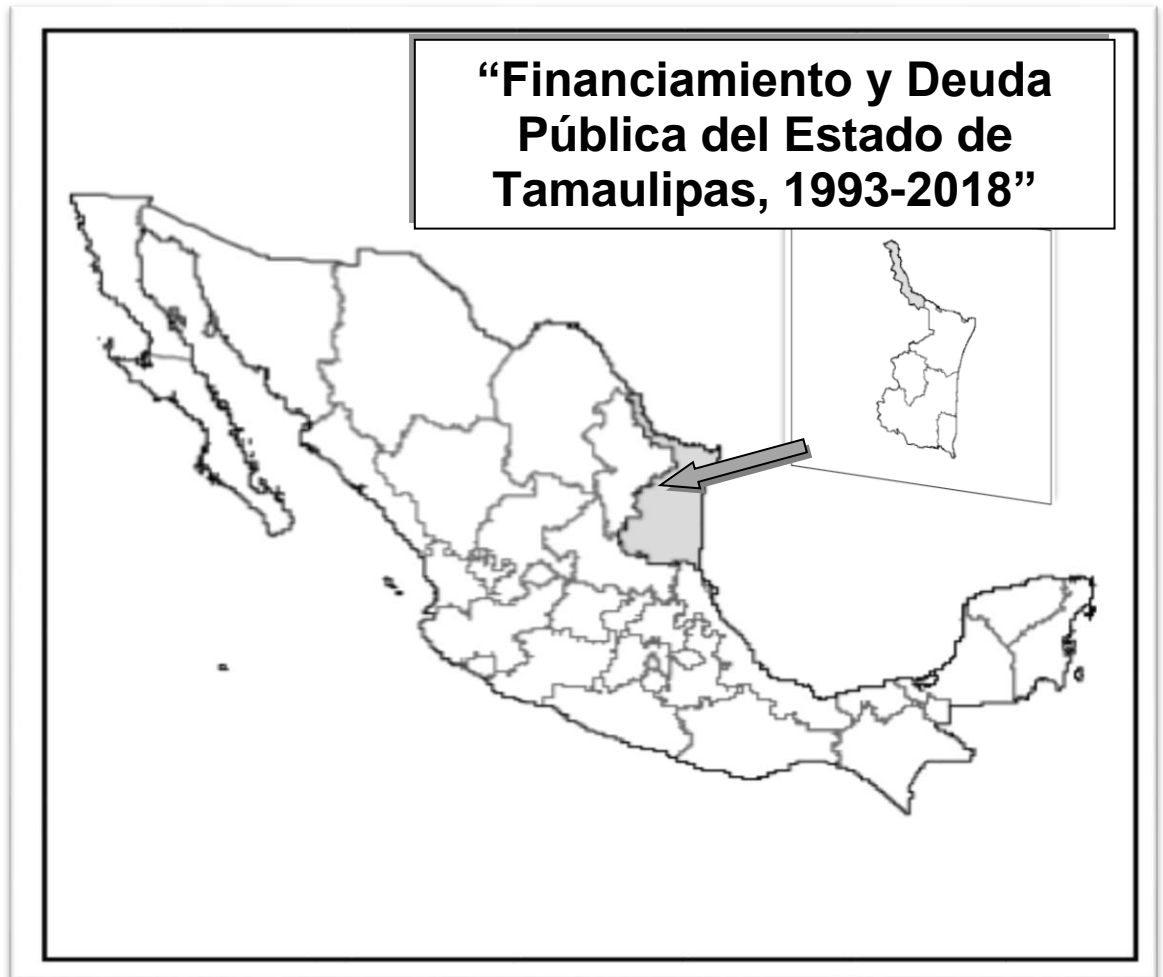 “Financiamiento y Deuda
Pública del Estado de
Tamaulipas, 1993-2018”